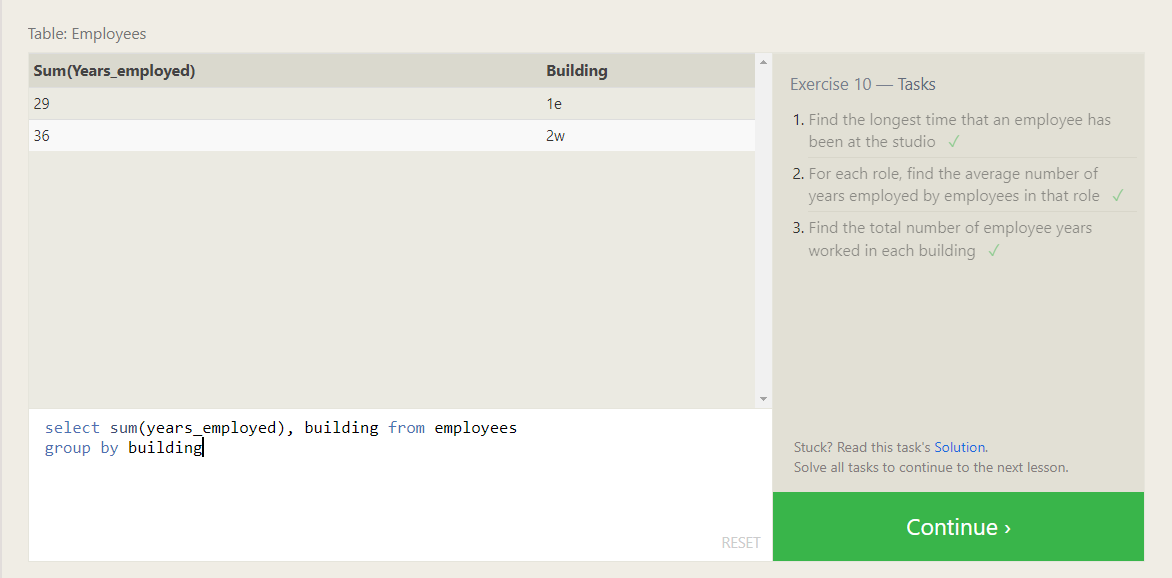 Table: Employees
Sum(Years_employed) Building
29 1e
36 2w
select sum(years_employed), building from employees
group by building
RESET
Exercise 10 — Tasks
1. Find the longest time that an employee has
been at the studio ✓
2. For each role, find the average number of
years employed by employees in that role ✓
3. Find the total number of employee years
worked in each building ✓
Stuck? Read this task's Solution.
Solve all tasks to continue to the next lesson.
Continue ›